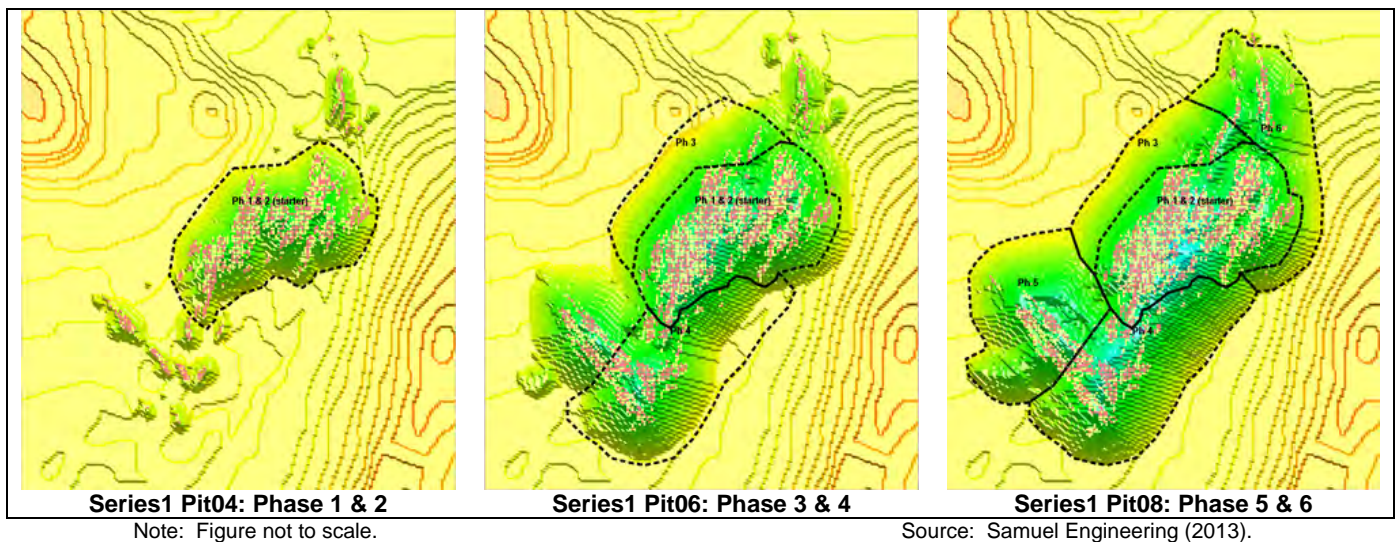 Ph 1 & 2 (starter)
Series1 Pit04: Phase 1 & 2
Ph 3
Ph 1 & 2 (starter)
Ph 4
Series1 Pit06: Phase 3 & 4
Ph 3
Ph 6
Ph 1 & 2 (starter)
Ph 5
Ph 4
Series1 Pit08: Phase 5 & 6
Note: Figure not to scale.
Source: Samuel Engineering (2013).